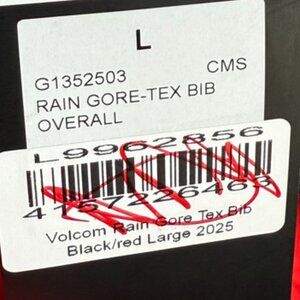 L
G1352503 CMS
RAIN GORE-TEX BIB
OVERALL
L9962856
4157226463
Volcom Rain Gore Tex Bib
Black/red Large 2025